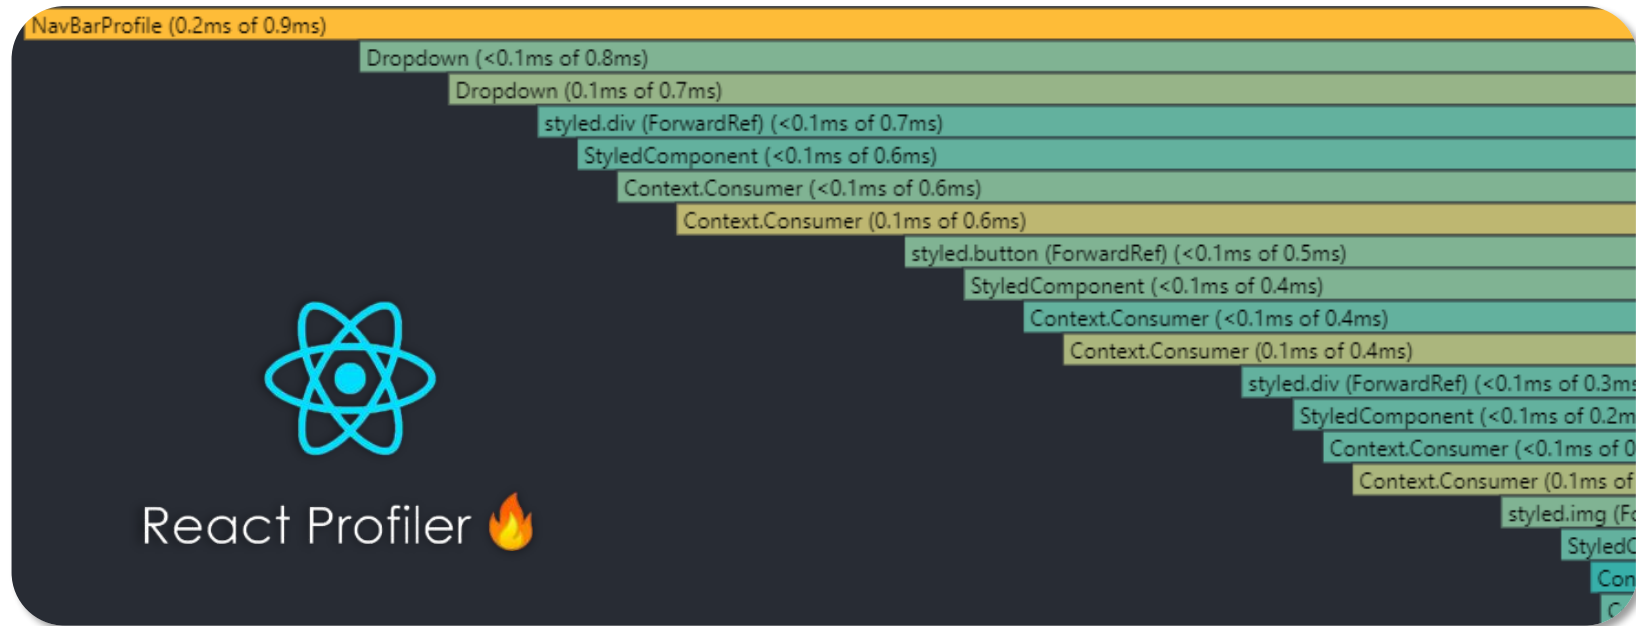 NavBarProfile (0.2ms of 0.9ms)
Dropdown (<0.1ms of 0.8ms)
Dropdown (0.1ms of 0.7ms)
styled.div (ForwardRef) (<0.1ms of 0.7ms)
StyledComponent (<0.1ms of 0.6ms)
Context.Consumer (<0.1ms of 0.6ms)
Context.Consumer (0.1ms of 0.6ms)
styled.button (ForwardRef) (<0.1ms of 0.5ms)
StyledComponent (<0.1ms of 0.4ms)
Context.Consumer (<0.1ms of 0.4ms)
Context.Consumer (0.1ms of 0.4ms)
styled.div (ForwardRef) (<0.1ms of 0.3ms
StyledComponent (<0.1ms of 0.2m
Context.Consumer (<0.1ms of 0
Context.Consumer (0.1ms of
styled.img (Fo
StyledC
Con
C
React Profiler 🔥